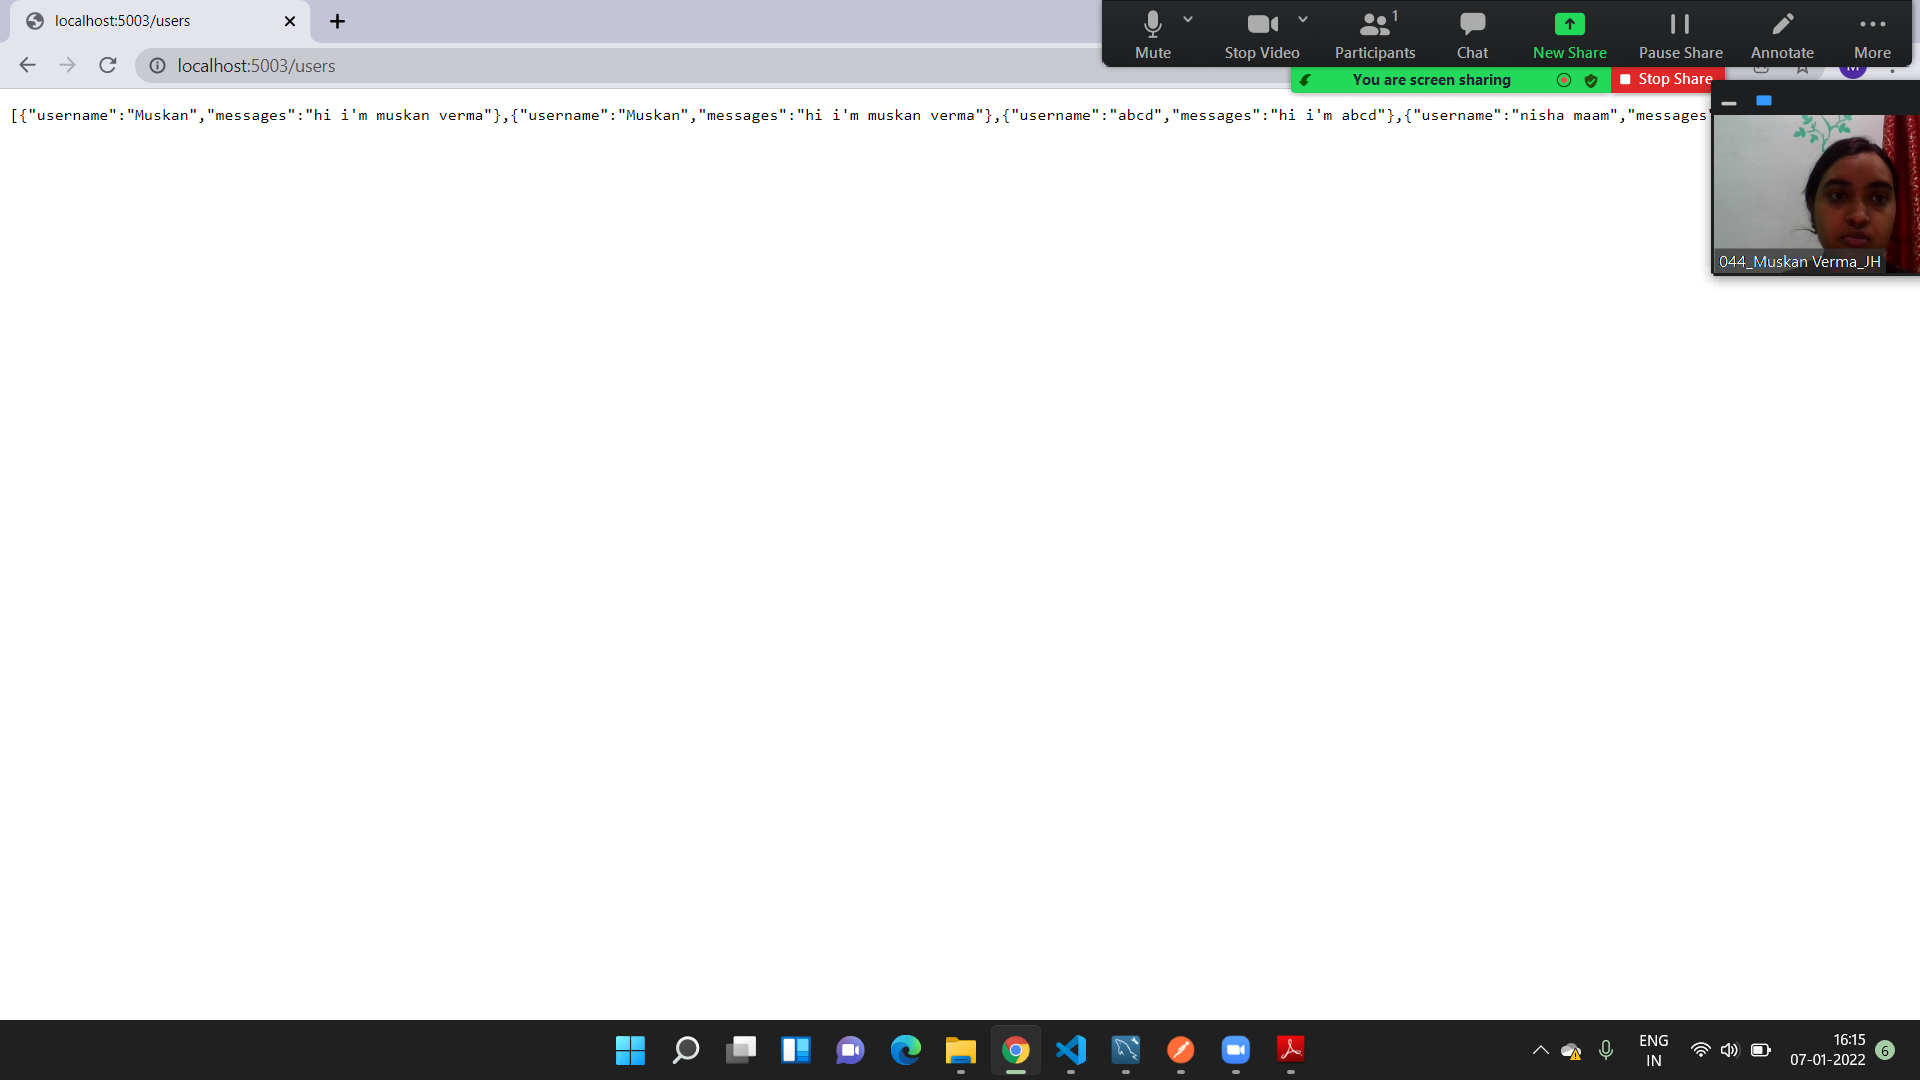 localhost:5003/users
Mute
Stop Video
Participants
1
Chat
New Share
Pause Share
Annotate
More
localhost:5003/users
You are screen sharing
Stop Share
[{"username":"Muskan","messages":"hi i'm muskan verma"},{"username":"Muskan","messages":"hi i'm muskan verma"},{"username":"abcd","messages":"hi i'm abcd"},{"username":"nisha maam","messages"
044_Muskan Verma_JH
ENG
IN
16:15
07-01-2022
6